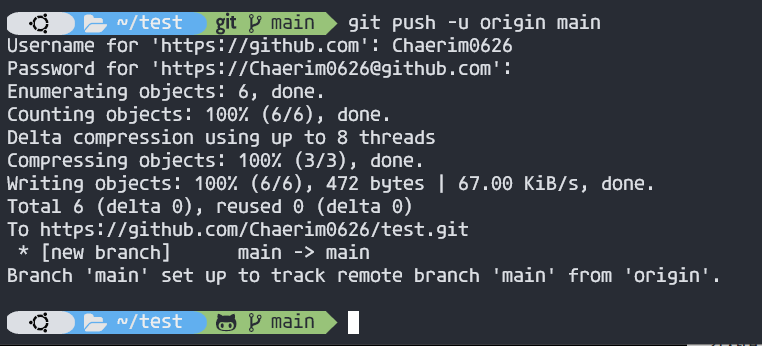 ~/test git main git push -u origin main
Username for 'https://github.com': Chaerim0626
Password for 'https://Chaerim0626@github.com':
Enumerating objects: 6, done.
Counting objects: 100% (6/6), done.
Delta compression using up to 8 threads
Compressing objects: 100% (3/3), done.
Writing objects: 100% (6/6), 472 bytes | 67.00 KiB/s, done.
Total 6 (delta 0), reused 0 (delta 0)
To https://github.com/Chaerim0626/test.git
 * [new branch]      main -> main
Branch 'main' set up to track remote branch 'main' from 'origin'.
~/test main